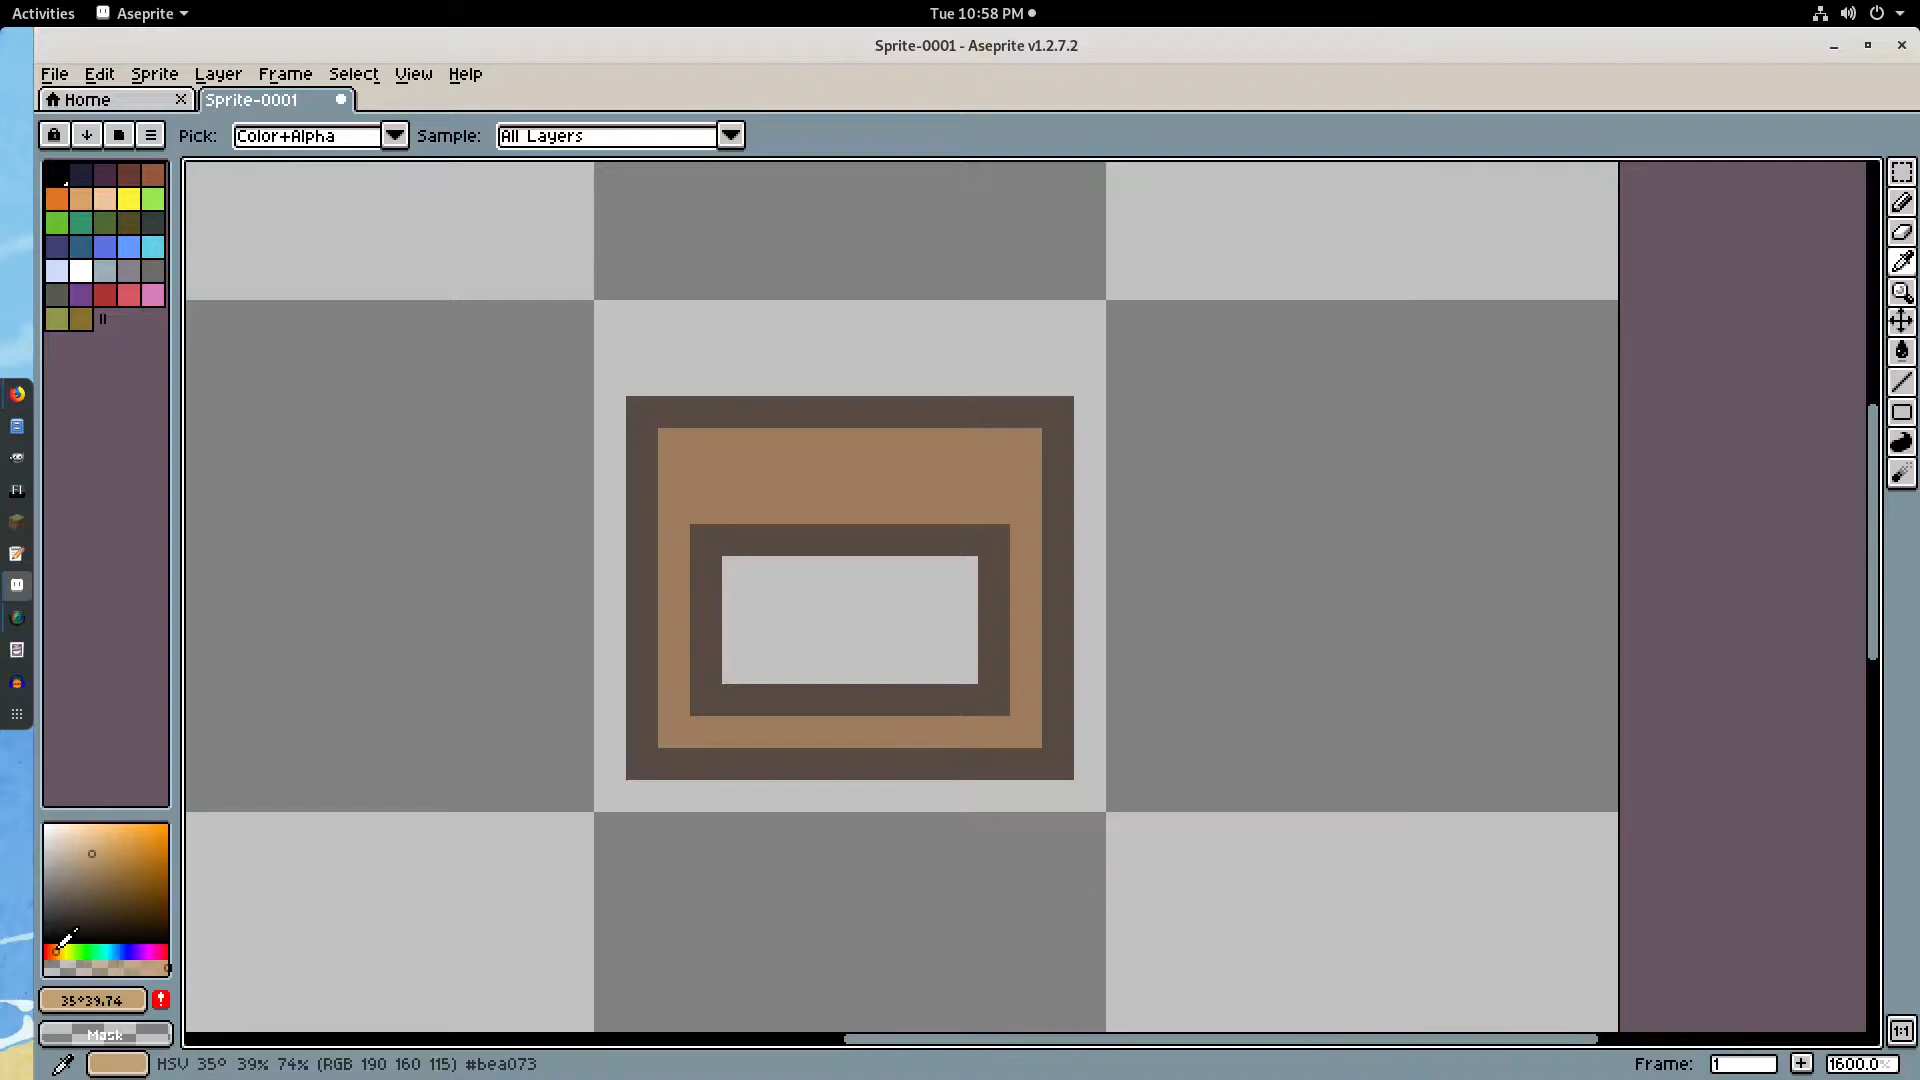 Activities
Aseprite
Tue 10:58 PM
Sprite-0001 - Aseprite v1.2.7.2
File Edit Sprite Layer Frame Select View Help
Home
Sprite-0001
Pick: Color+Alpha Sample: All Layers
35°39.74
Mask
HSV 35° 39% 74% (RGB 190 160 115) #bea073
Frame: 1
1600.0%
1:1